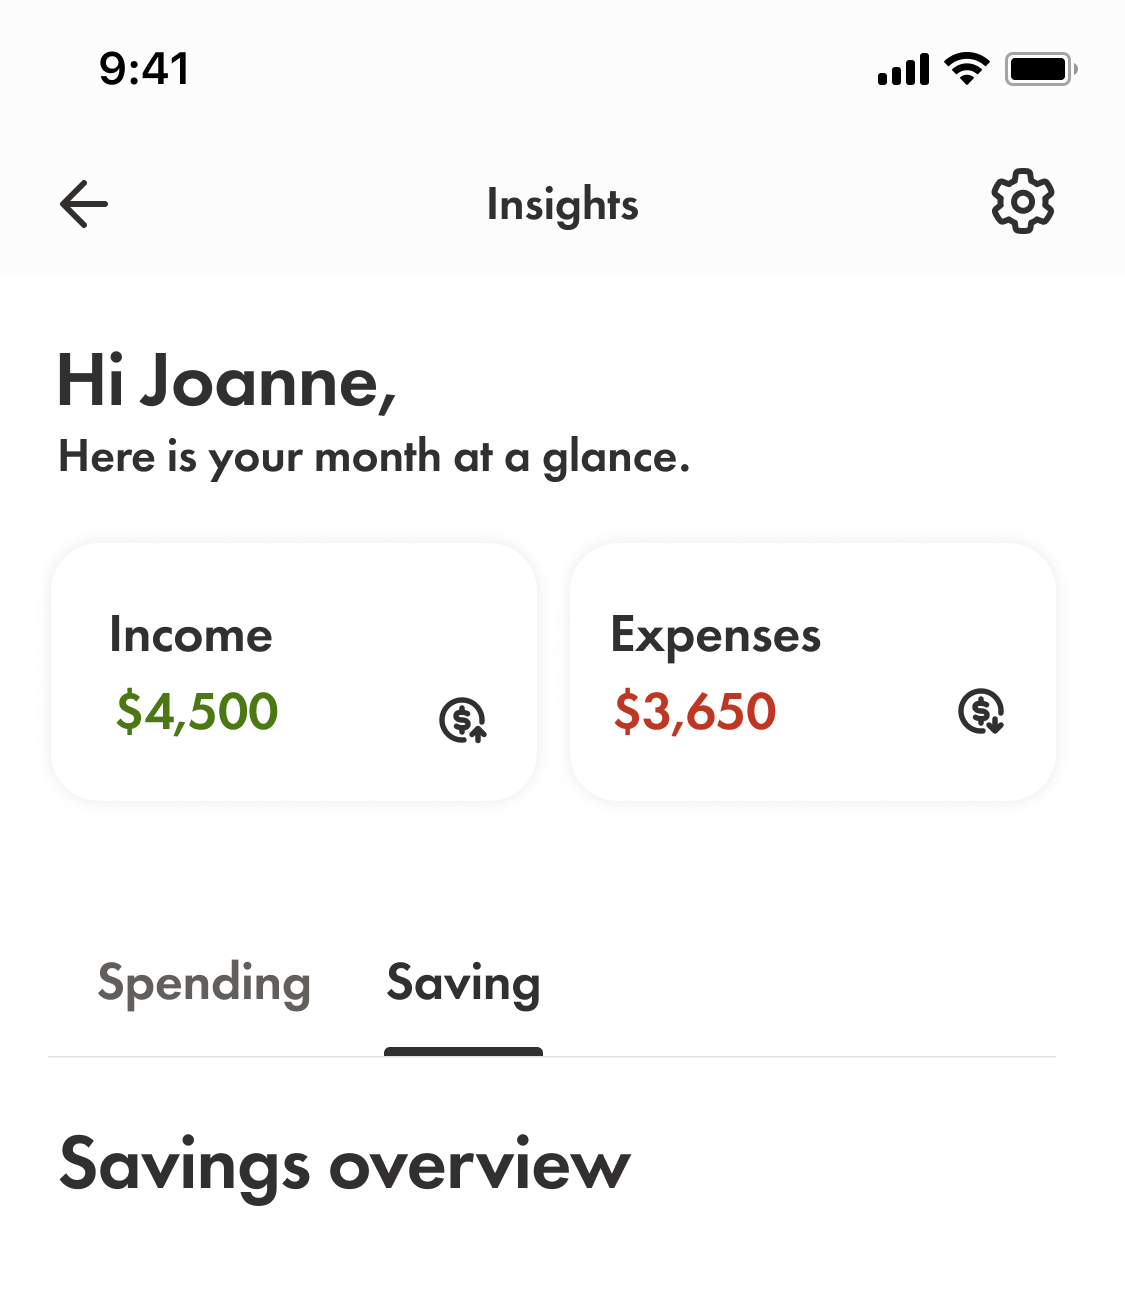 9:41
Insights
Hi Joanne,
Here is your month at a glance.
Income
$4,500
Expenses
$3,650
Spending
Saving
Savings overview